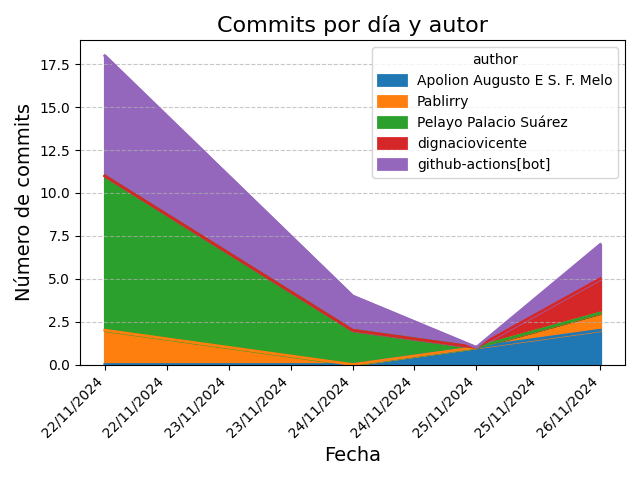 Commits por día y autor
author
Apolion Augusto E S. F. Melo
Pablirry
Pelayo Palacio Suárez
dignaciovicente
github-actions[bot]
Número de commits
17.5
15.0
12.5
10.0
7.5
5.0
2.5
0.0
22/11/2024
22/11/2024
23/11/2024
23/11/2024
24/11/2024
24/11/2024
25/11/2024
25/11/2024
26/11/2024
Fecha